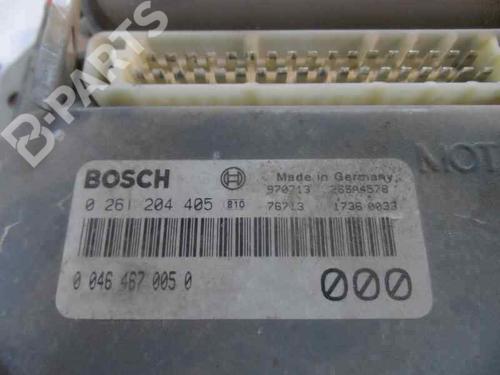 B-PARTS
MOT
BOSCH Made in Germany
970713 26SA4578
0 261 204 405 810 76713 1736 0033
0 046 467 005 0 000